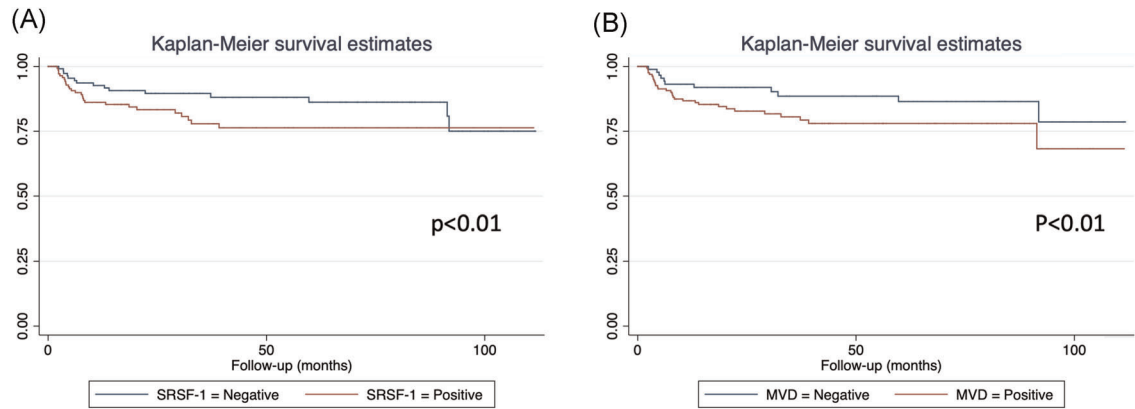 (A)
Kaplan-Meier survival estimates
1.00
0.75
0.50
0.25
0.00
p<0.01
0 50 100
Follow-up (months)
SRSF-1 = Negative SRSF-1 = Positive
(B)
Kaplan-Meier survival estimates
1.00
0.75
0.50
0.25
0.00
P<0.01
0 50 100
Follow-up (months)
MVD = Negative MVD = Positive